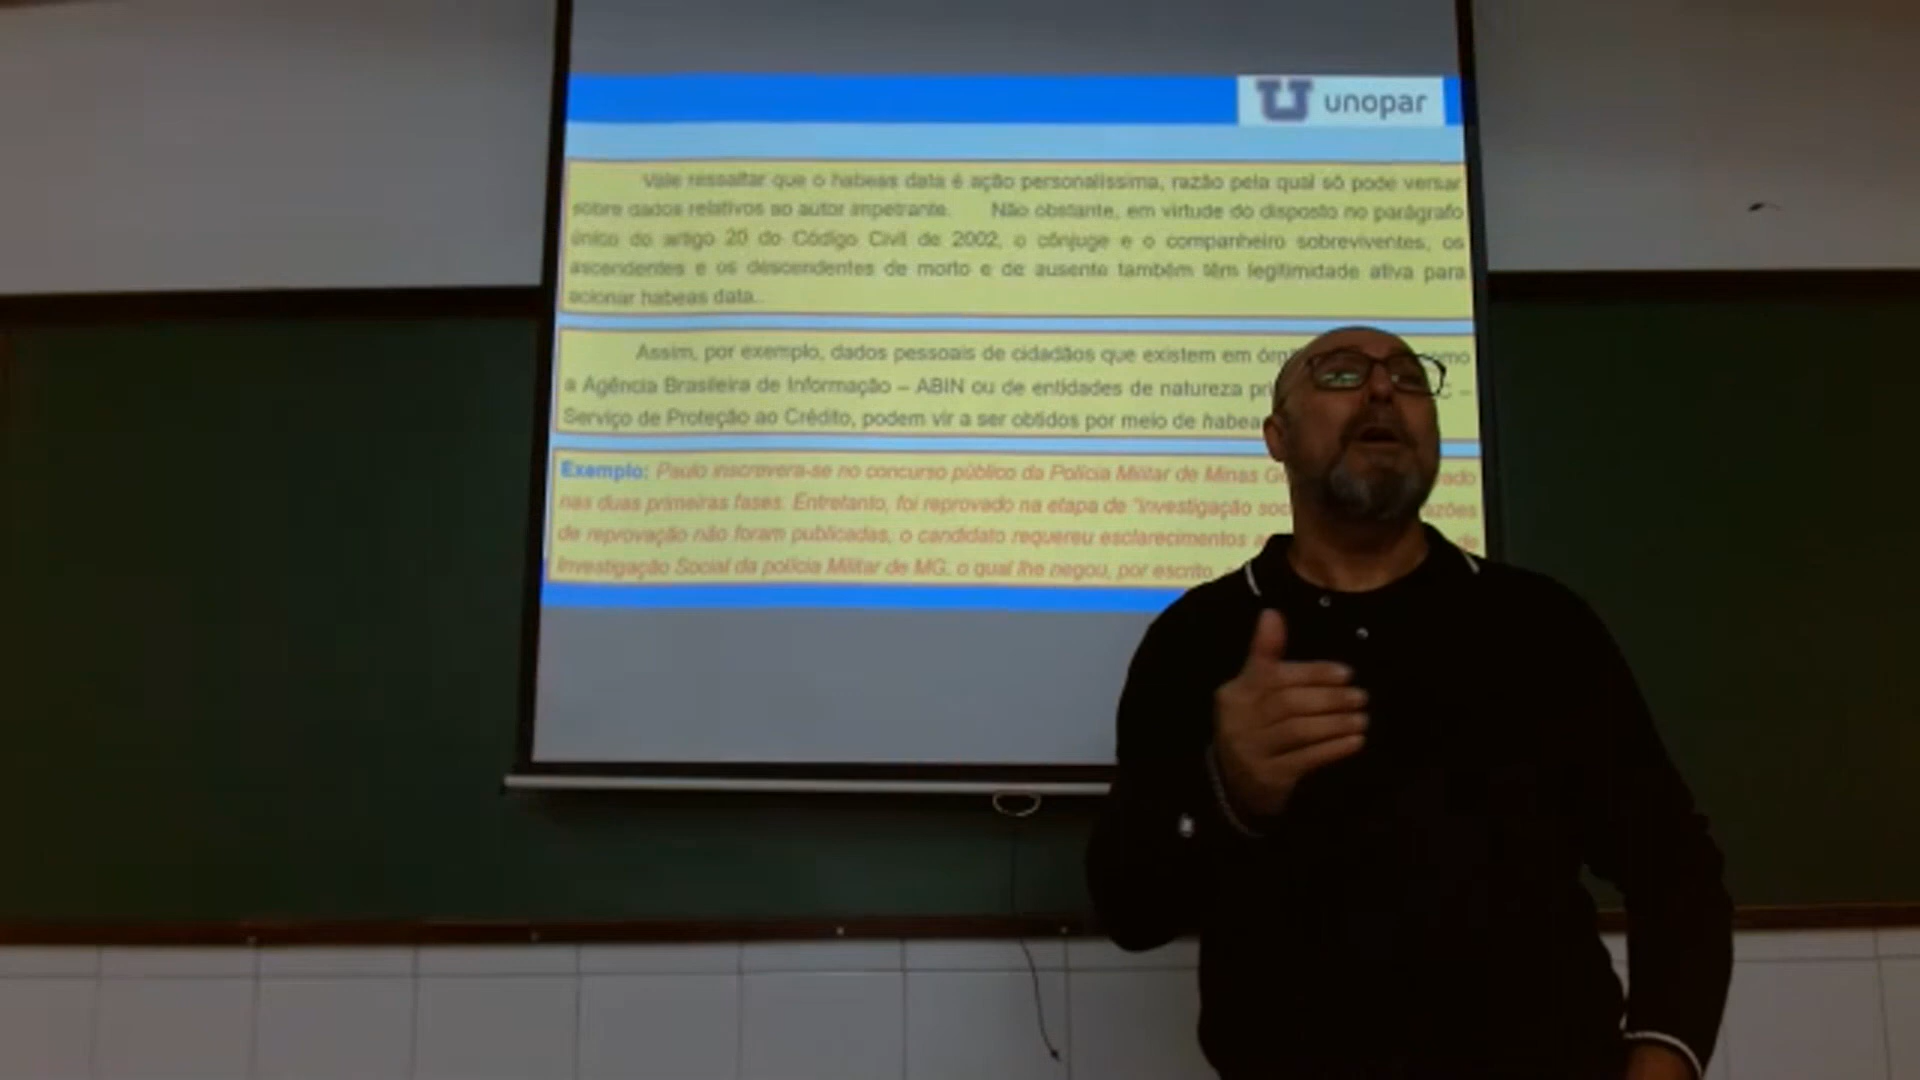 unopar
Vale ressaltar que o habeas data é ação personalíssima, razão pela qual só pode versar
sobre dados relativos ao autor impetrante. Não obstante, em virtude do disposto no parágrafo
único do artigo 20 do Código Civil de 2002, o cônjuge e o companheiro sobreviventes, os
ascendentes e os descendentes de morto e de ausente também têm legitimidade ativa para
acionar habeas data.
Assim, por exemplo, dados pessoais de cidadãos que existem em
a Agência Brasileira de Informação – ABIN ou de entidades de natureza –
Serviço de Proteção ao Crédito, podem vir a ser obtidos por meio de
Exemplo: Paulo inscrevera-se no concurso público da Polícia Militar de Minas
nas duas primeiras fases. Entretanto, foi reprovado na etapa de "investigação
de reprovação não foram publicadas, o candidato requereu esclarecimentos de
Investigação Social da polícia Militar de MG, o qual lhe negou, por escrito,